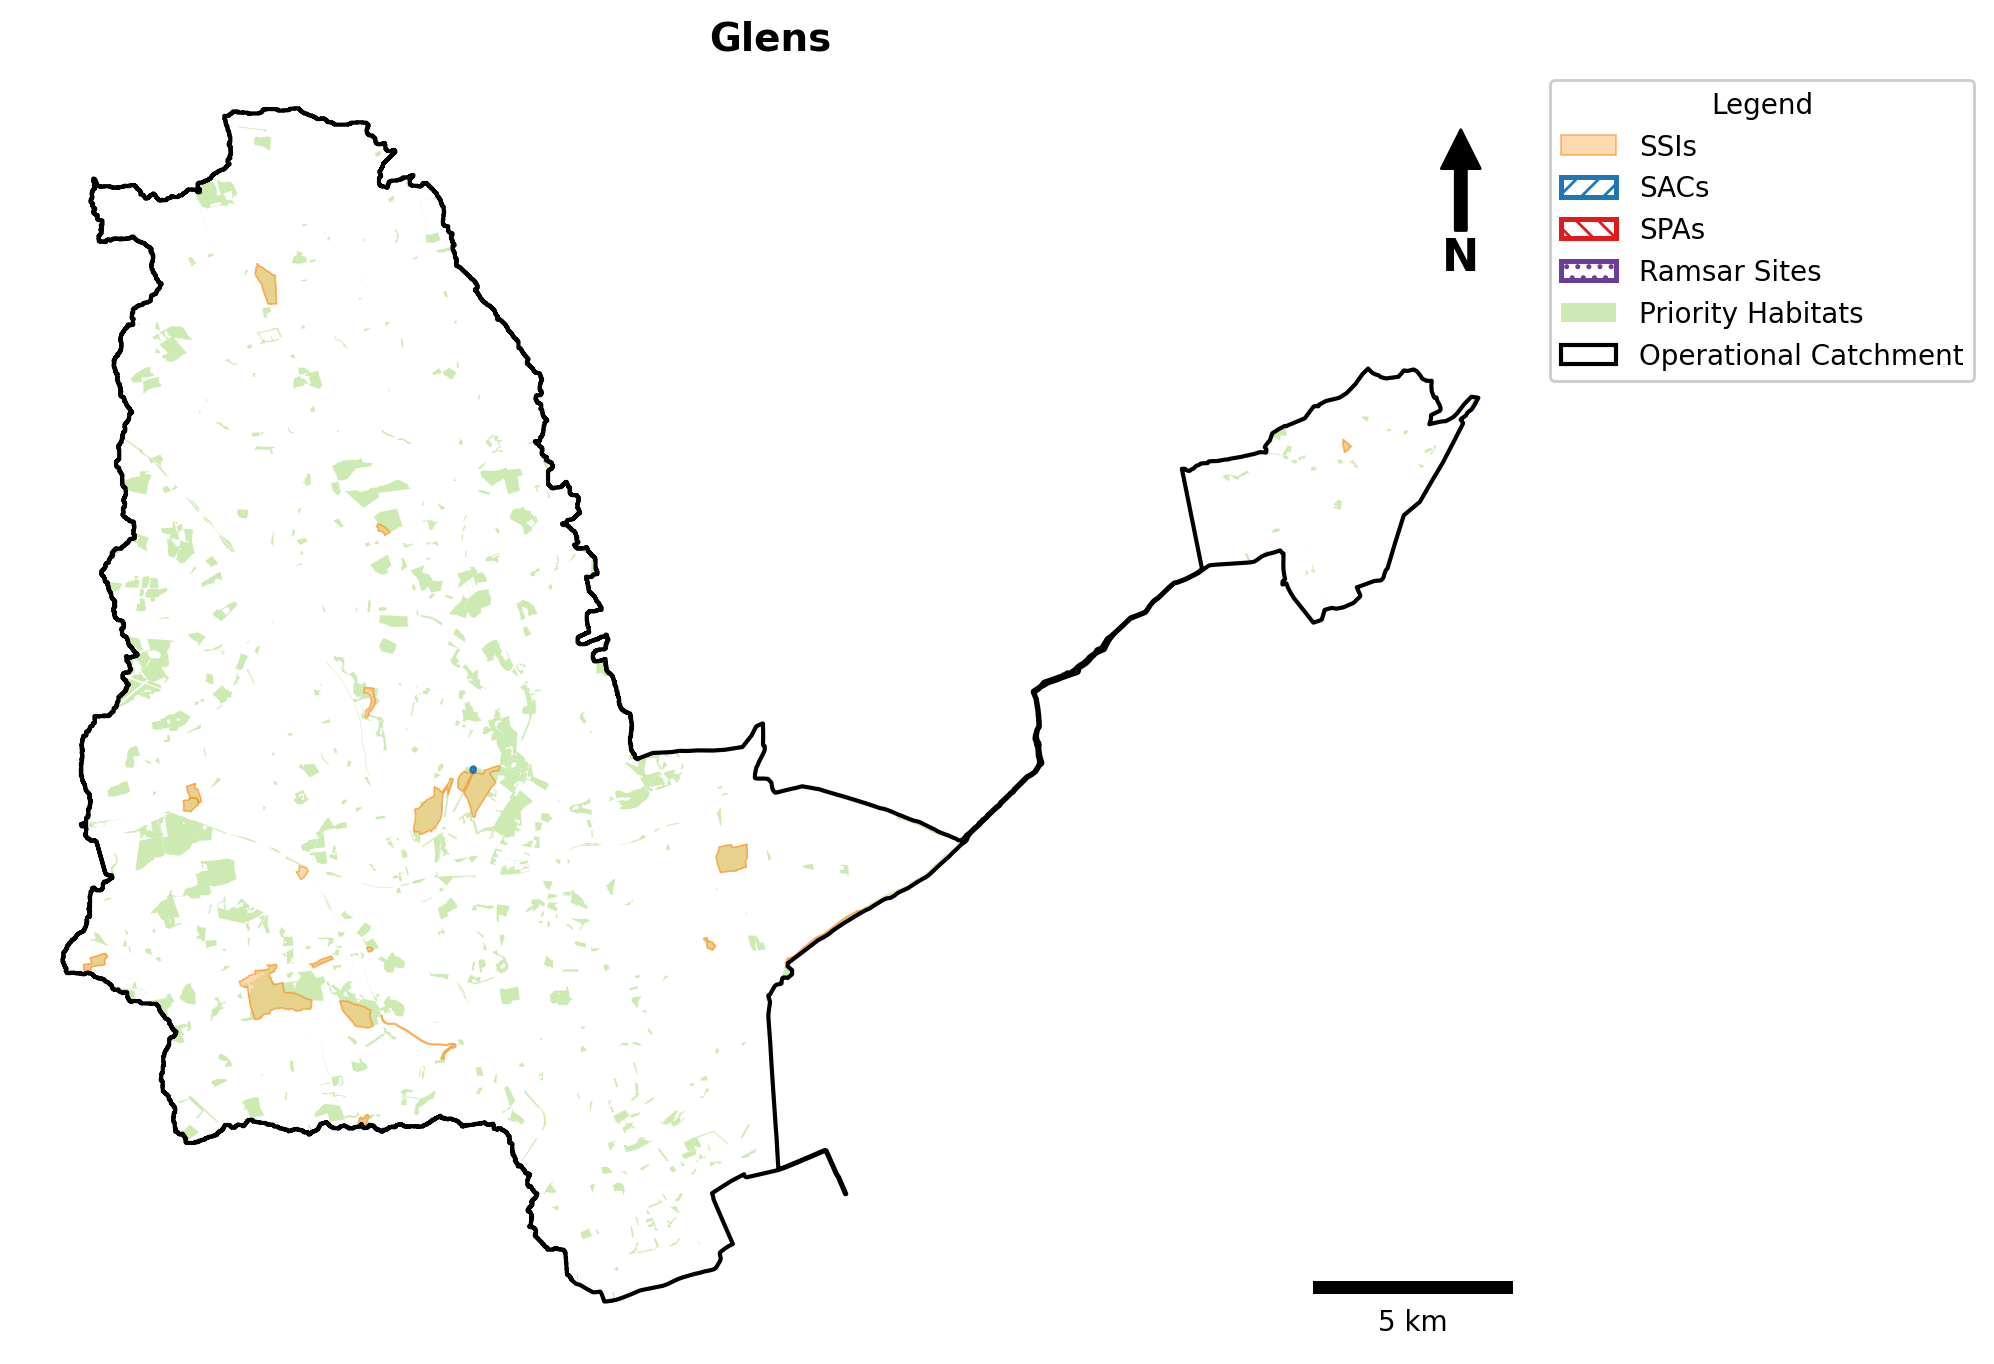 Glens
N
Legend
SSIs
SACs
SPAs
Ramsar Sites
Priority Habitats
Operational Catchment
5 km